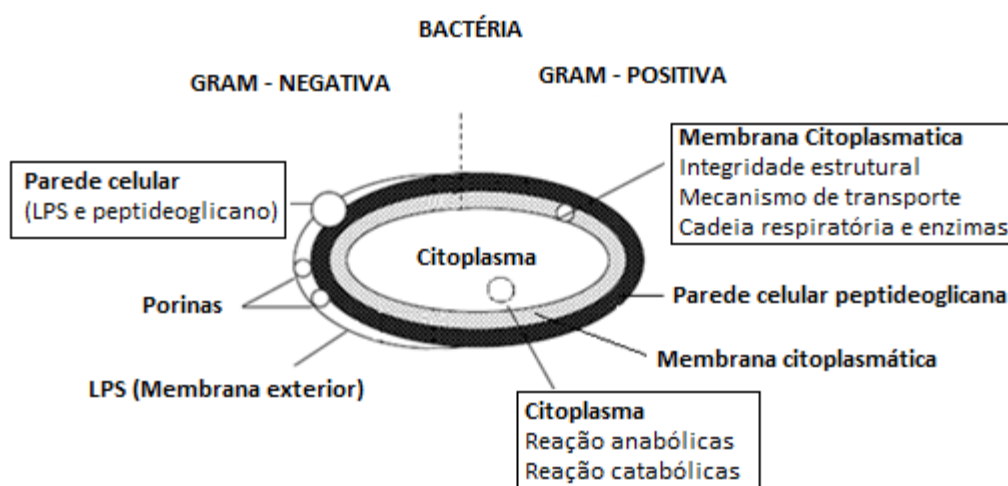 BACTÉRIA
GRAM - NEGATIVA
GRAM - POSITIVA
Membrana Citoplasmatica
Integridade estrutural
Mecanismo de transporte
Cadeia respiratória e enzimas
Parede celular
(LPS e peptideoglicano)
Citoplasma
Porinas
Parede celular peptideoglicana
Membrana citoplasmática
LPS (Membrana exterior)
Citoplasma
Reação anabólicas
Reação catabólicas